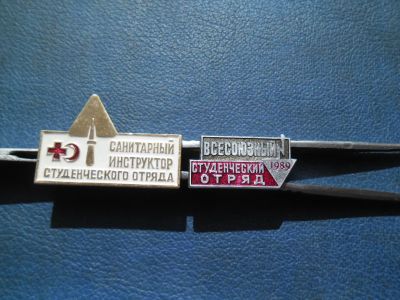 САНИТАРНЫЙ
ИНСТРУКТОР
СТУДЕНЧЕСКОГО ОТРЯДА
ВСЕСОЮЗНЫЙ
СТУДЕНЧЕСКИЙ
ОТРЯД
1989